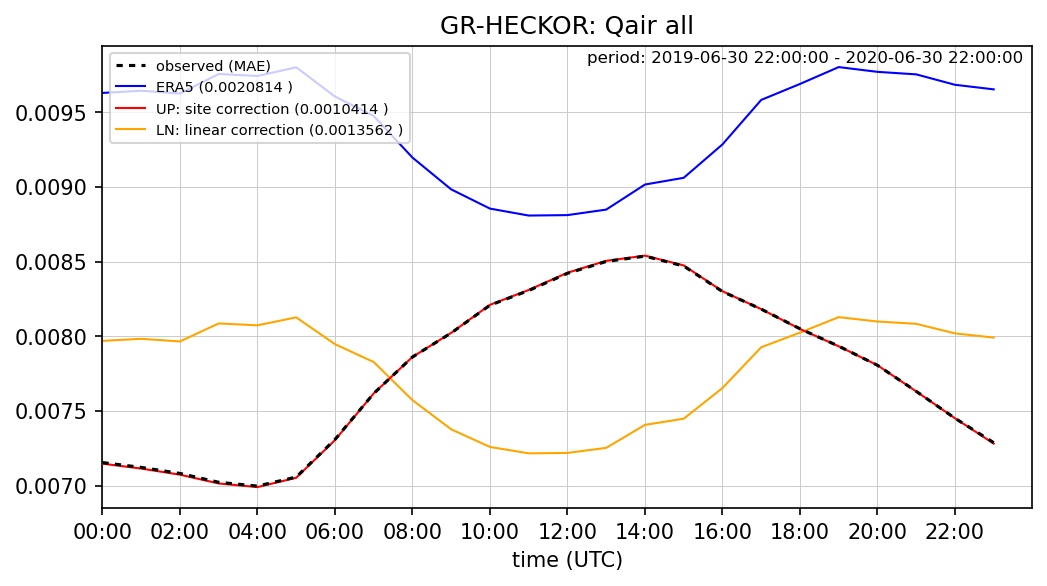 GR-HECKOR: Qair all
period: 2019-06-30 22:00:00 - 2020-06-30 22:00:00
observed (MAE)
ERA5 (0.0020814 )
UP: site correction (0.0010414 )
LN: linear correction (0.0013562 )
0.0095
0.0090
0.0085
0.0080
0.0075
0.0070
00:00 02:00 04:00 06:00 08:00 10:00 12:00 14:00 16:00 18:00 20:00 22:00
time (UTC)